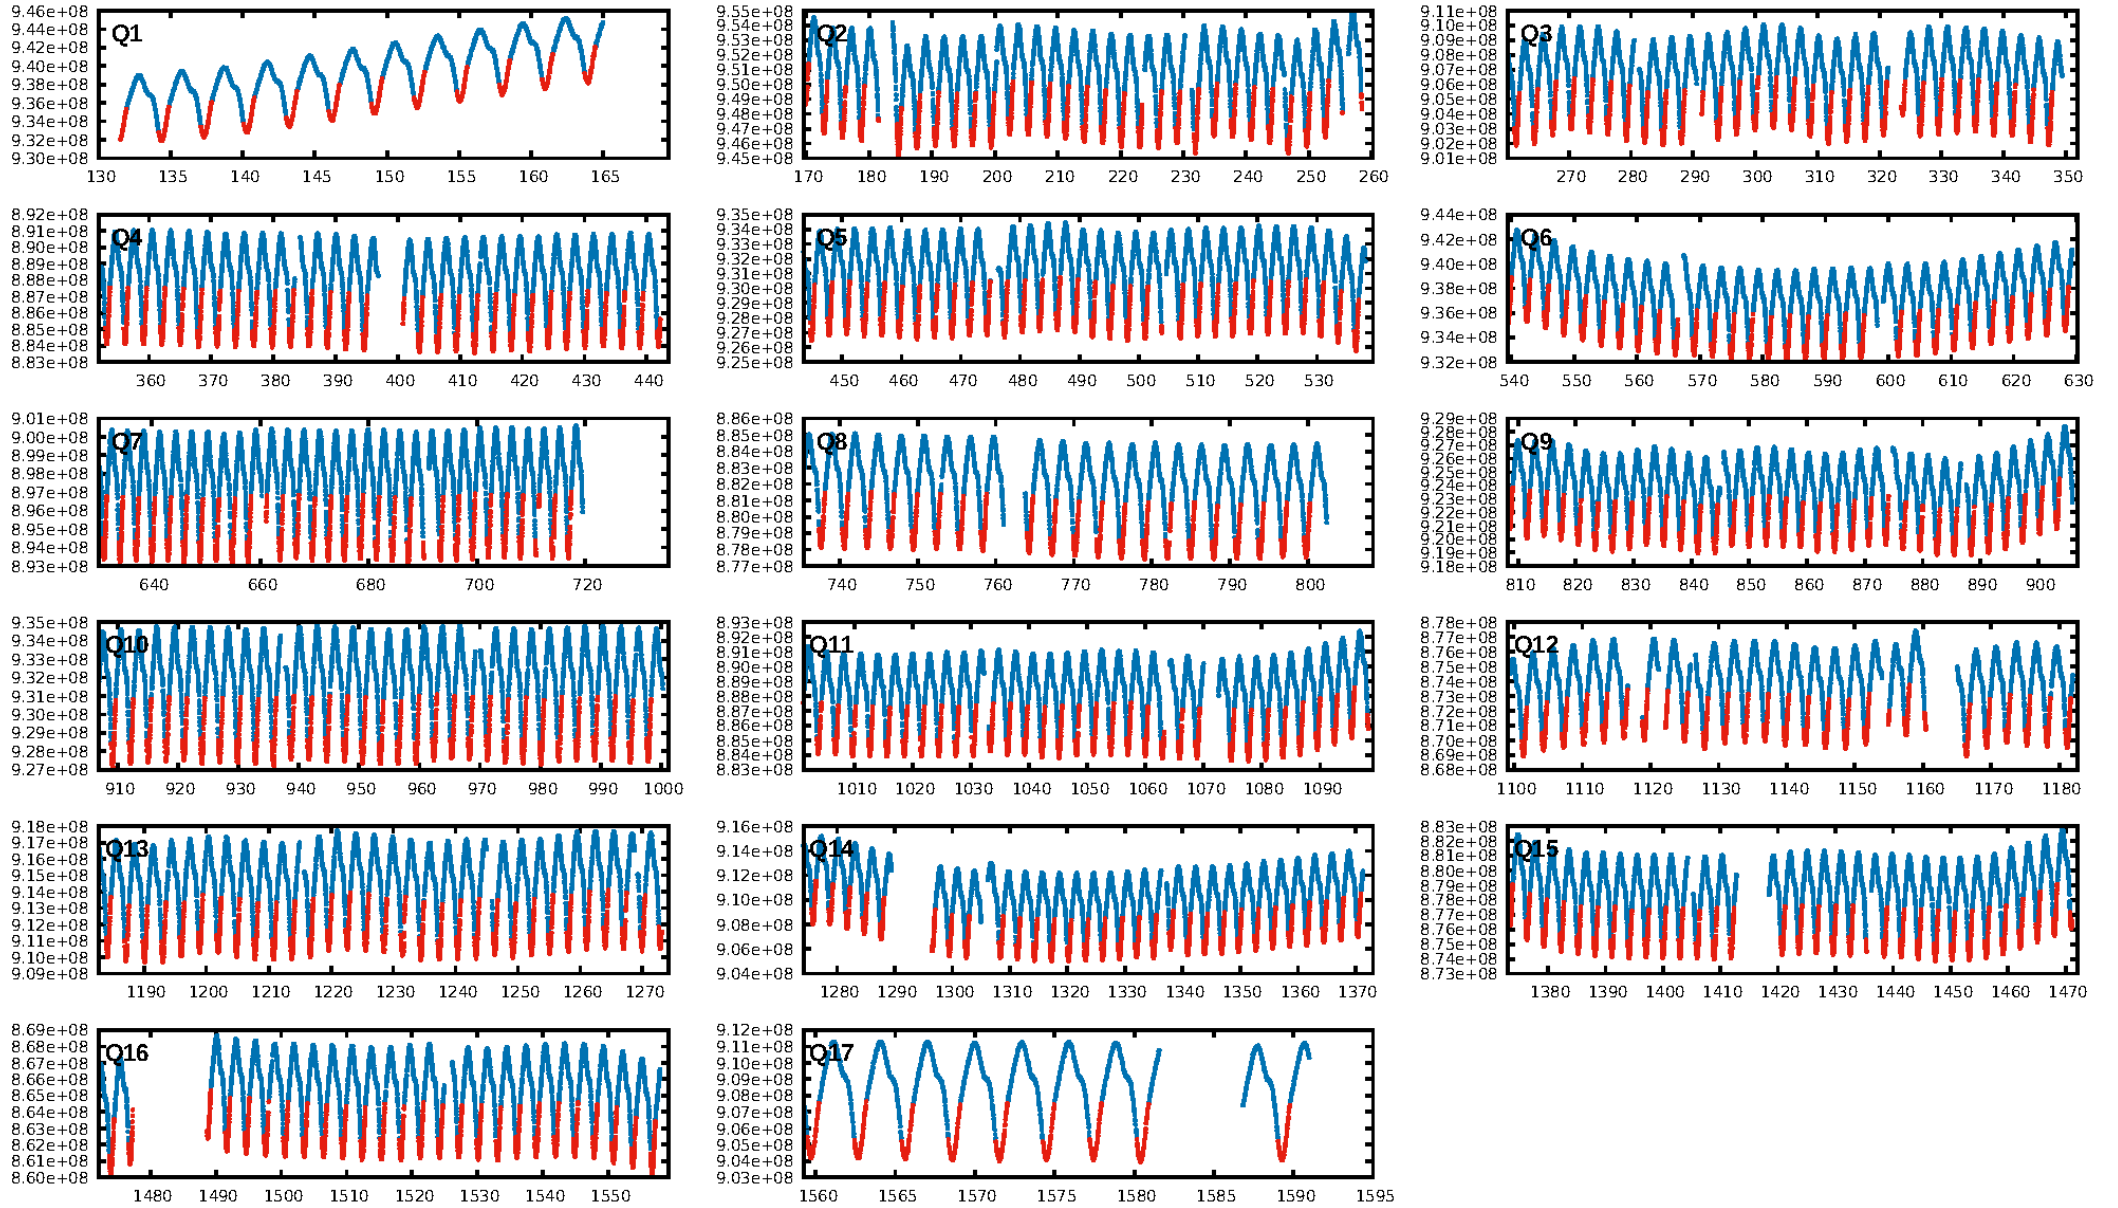 9.46e+08
9.44e+08
9.42e+08
9.40e+08
9.38e+08
9.36e+08
9.34e+08
9.32e+08
9.30e+08
Q1
130 135 140 145 150 155 160 165
9.55e+08
9.54e+08
9.53e+08
9.52e+08
9.51e+08
9.50e+08
9.49e+08
9.48e+08
9.47e+08
9.46e+08
9.45e+08
Q2
170 180 190 200 210 220 230 240 250 260
9.11e+08
9.10e+08
9.09e+08
9.08e+08
9.07e+08
9.06e+08
9.05e+08
9.04e+08
9.03e+08
9.02e+08
9.01e+08
Q3
270 280 290 300 310 320 330 340 350
8.92e+08
8.91e+08
8.90e+08
8.89e+08
8.88e+08
8.87e+08
8.86e+08
8.85e+08
8.84e+08
8.83e+08
Q4
360 370 380 390 400 410 420 430 440
9.35e+08
9.34e+08
9.33e+08
9.32e+08
9.31e+08
9.30e+08
9.29e+08
9.28e+08
9.27e+08
9.26e+08
9.25e+08
Q5
450 460 470 480 490 500 510 520 530
9.44e+08
9.42e+08
9.40e+08
9.38e+08
9.36e+08
9.34e+08
9.32e+08
Q6
540 550 560 570 580 590 600 610 620 630
9.01e+08
9.00e+08
8.99e+08
8.98e+08
8.97e+08
8.96e+08
8.95e+08
8.94e+08
8.93e+08
Q7
640 660 680 700 720
8.86e+08
8.85e+08
8.84e+08
8.83e+08
8.82e+08
8.81e+08
8.80e+08
8.79e+08
8.78e+08
8.77e+08
Q8
740 750 760 770 780 790 800
9.29e+08
9.28e+08
9.27e+08
9.26e+08
9.25e+08
9.24e+08
9.23e+08
9.22e+08
9.21e+08
9.20e+08
9.19e+08
9.18e+08
Q9
810 820 830 840 850 860 870 880 890 900
9.35e+08
9.34e+08
9.33e+08
9.32e+08
9.31e+08
9.30e+08
9.29e+08
9.28e+08
9.27e+08
Q10
910 920 930 940 950 960 970 980 990 1000
8.93e+08
8.92e+08
8.91e+08
8.90e+08
8.89e+08
8.88e+08
8.87e+08
8.86e+08
8.85e+08
8.84e+08
8.83e+08
Q11
1010 1020 1030 1040 1050 1060 1070 1080 1090
8.78e+08
8.77e+08
8.76e+08
8.75e+08
8.74e+08
8.73e+08
8.72e+08
8.71e+08
8.70e+08
8.69e+08
8.68e+08
Q12
1100 1110 1120 1130 1140 1150 1160 1170 1180
9.18e+08
9.17e+08
9.16e+08
9.15e+08
9.14e+08
9.13e+08
9.12e+08
9.11e+08
9.10e+08
9.09e+08
Q13
1190 1200 1210 1220 1230 1240 1250 1260 1270
9.16e+08
9.14e+08
9.12e+08
9.10e+08
9.08e+08
9.06e+08
9.04e+08
Q14
1280 1290 1300 1310 1320 1330 1340 1350 1360 1370
8.83e+08
8.82e+08
8.81e+08
8.80e+08
8.79e+08
8.78e+08
8.77e+08
8.76e+08
8.75e+08
8.74e+08
8.73e+08
Q15
1380 1390 1400 1410 1420 1430 1440 1450 1460 1470
8.69e+08
8.68e+08
8.67e+08
8.66e+08
8.65e+08
8.64e+08
8.63e+08
8.62e+08
8.61e+08
8.60e+08
Q16
1480 1490 1500 1510 1520 1530 1540 1550
9.12e+08
9.11e+08
9.10e+08
9.09e+08
9.08e+08
9.07e+08
9.06e+08
9.05e+08
9.04e+08
9.03e+08
Q17
1560 1565 1570 1575 1580 1585 1590 1595